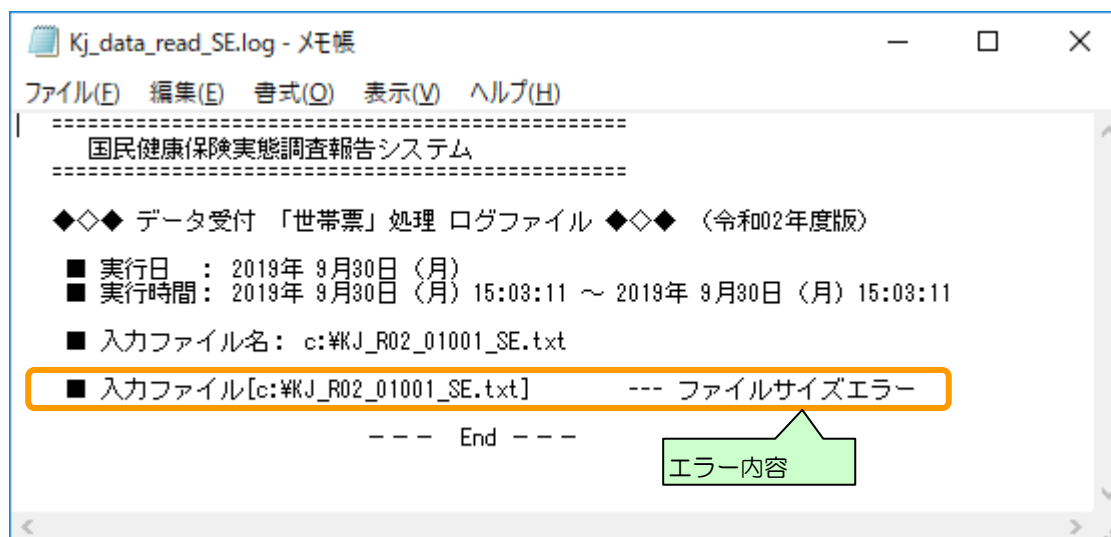 Kj_data_read_SE.log - メモ帳
ファイル(F) 編集(E) 書式(O) 表示(V) ヘルプ(H)
================================================
国民健康保険実態調査報告システム
================================================
◆◇◆ データ受付 「世帯票」処理 ログファイル ◆◇◆ （令和02年度版）
■ 実行日 : 2019年 9月30日（月）
■ 実行時間: 2019年 9月30日（月）15:03:11 ～ 2019年 9月30日（月）15:03:11
■ 入力ファイル名: c:¥KJ_R02_01001_SE.txt
■ 入力ファイル[c:¥KJ_R02_01001_SE.txt] --- ファイルサイズエラー
－－－ End －－－
エラー内容